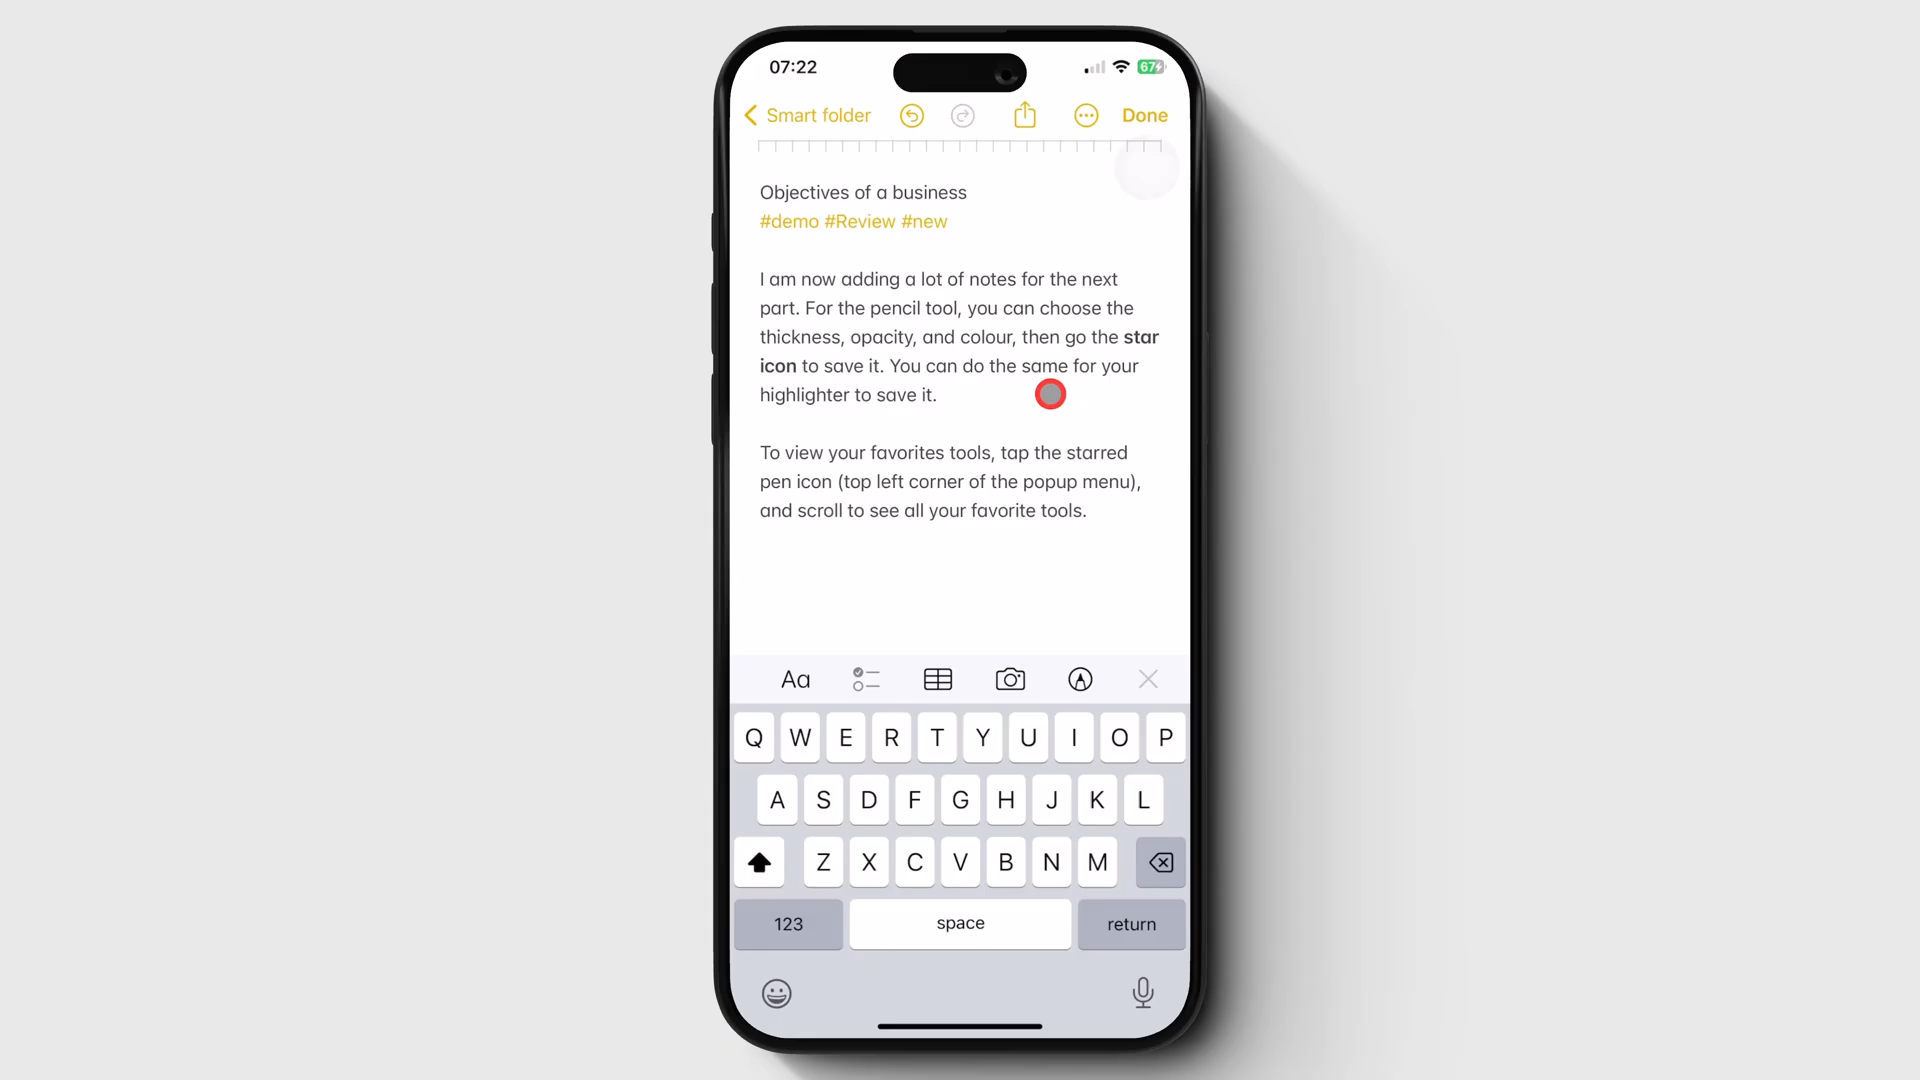 07:22
67
Smart folder
Done
Objectives of a business
#demo #Review #new
I am now adding a lot of notes for the next
part. For the pencil tool, you can choose the
thickness, opacity, and colour, then go the star
icon to save it. You can do the same for your
highlighter to save it.
To view your favorites tools, tap the starred
pen icon (top left corner of the popup menu),
and scroll to see all your favorite tools.
Aa
Q W E R T Y U I O P
A S D F G H J K L
Z X C V B N M
123 space return